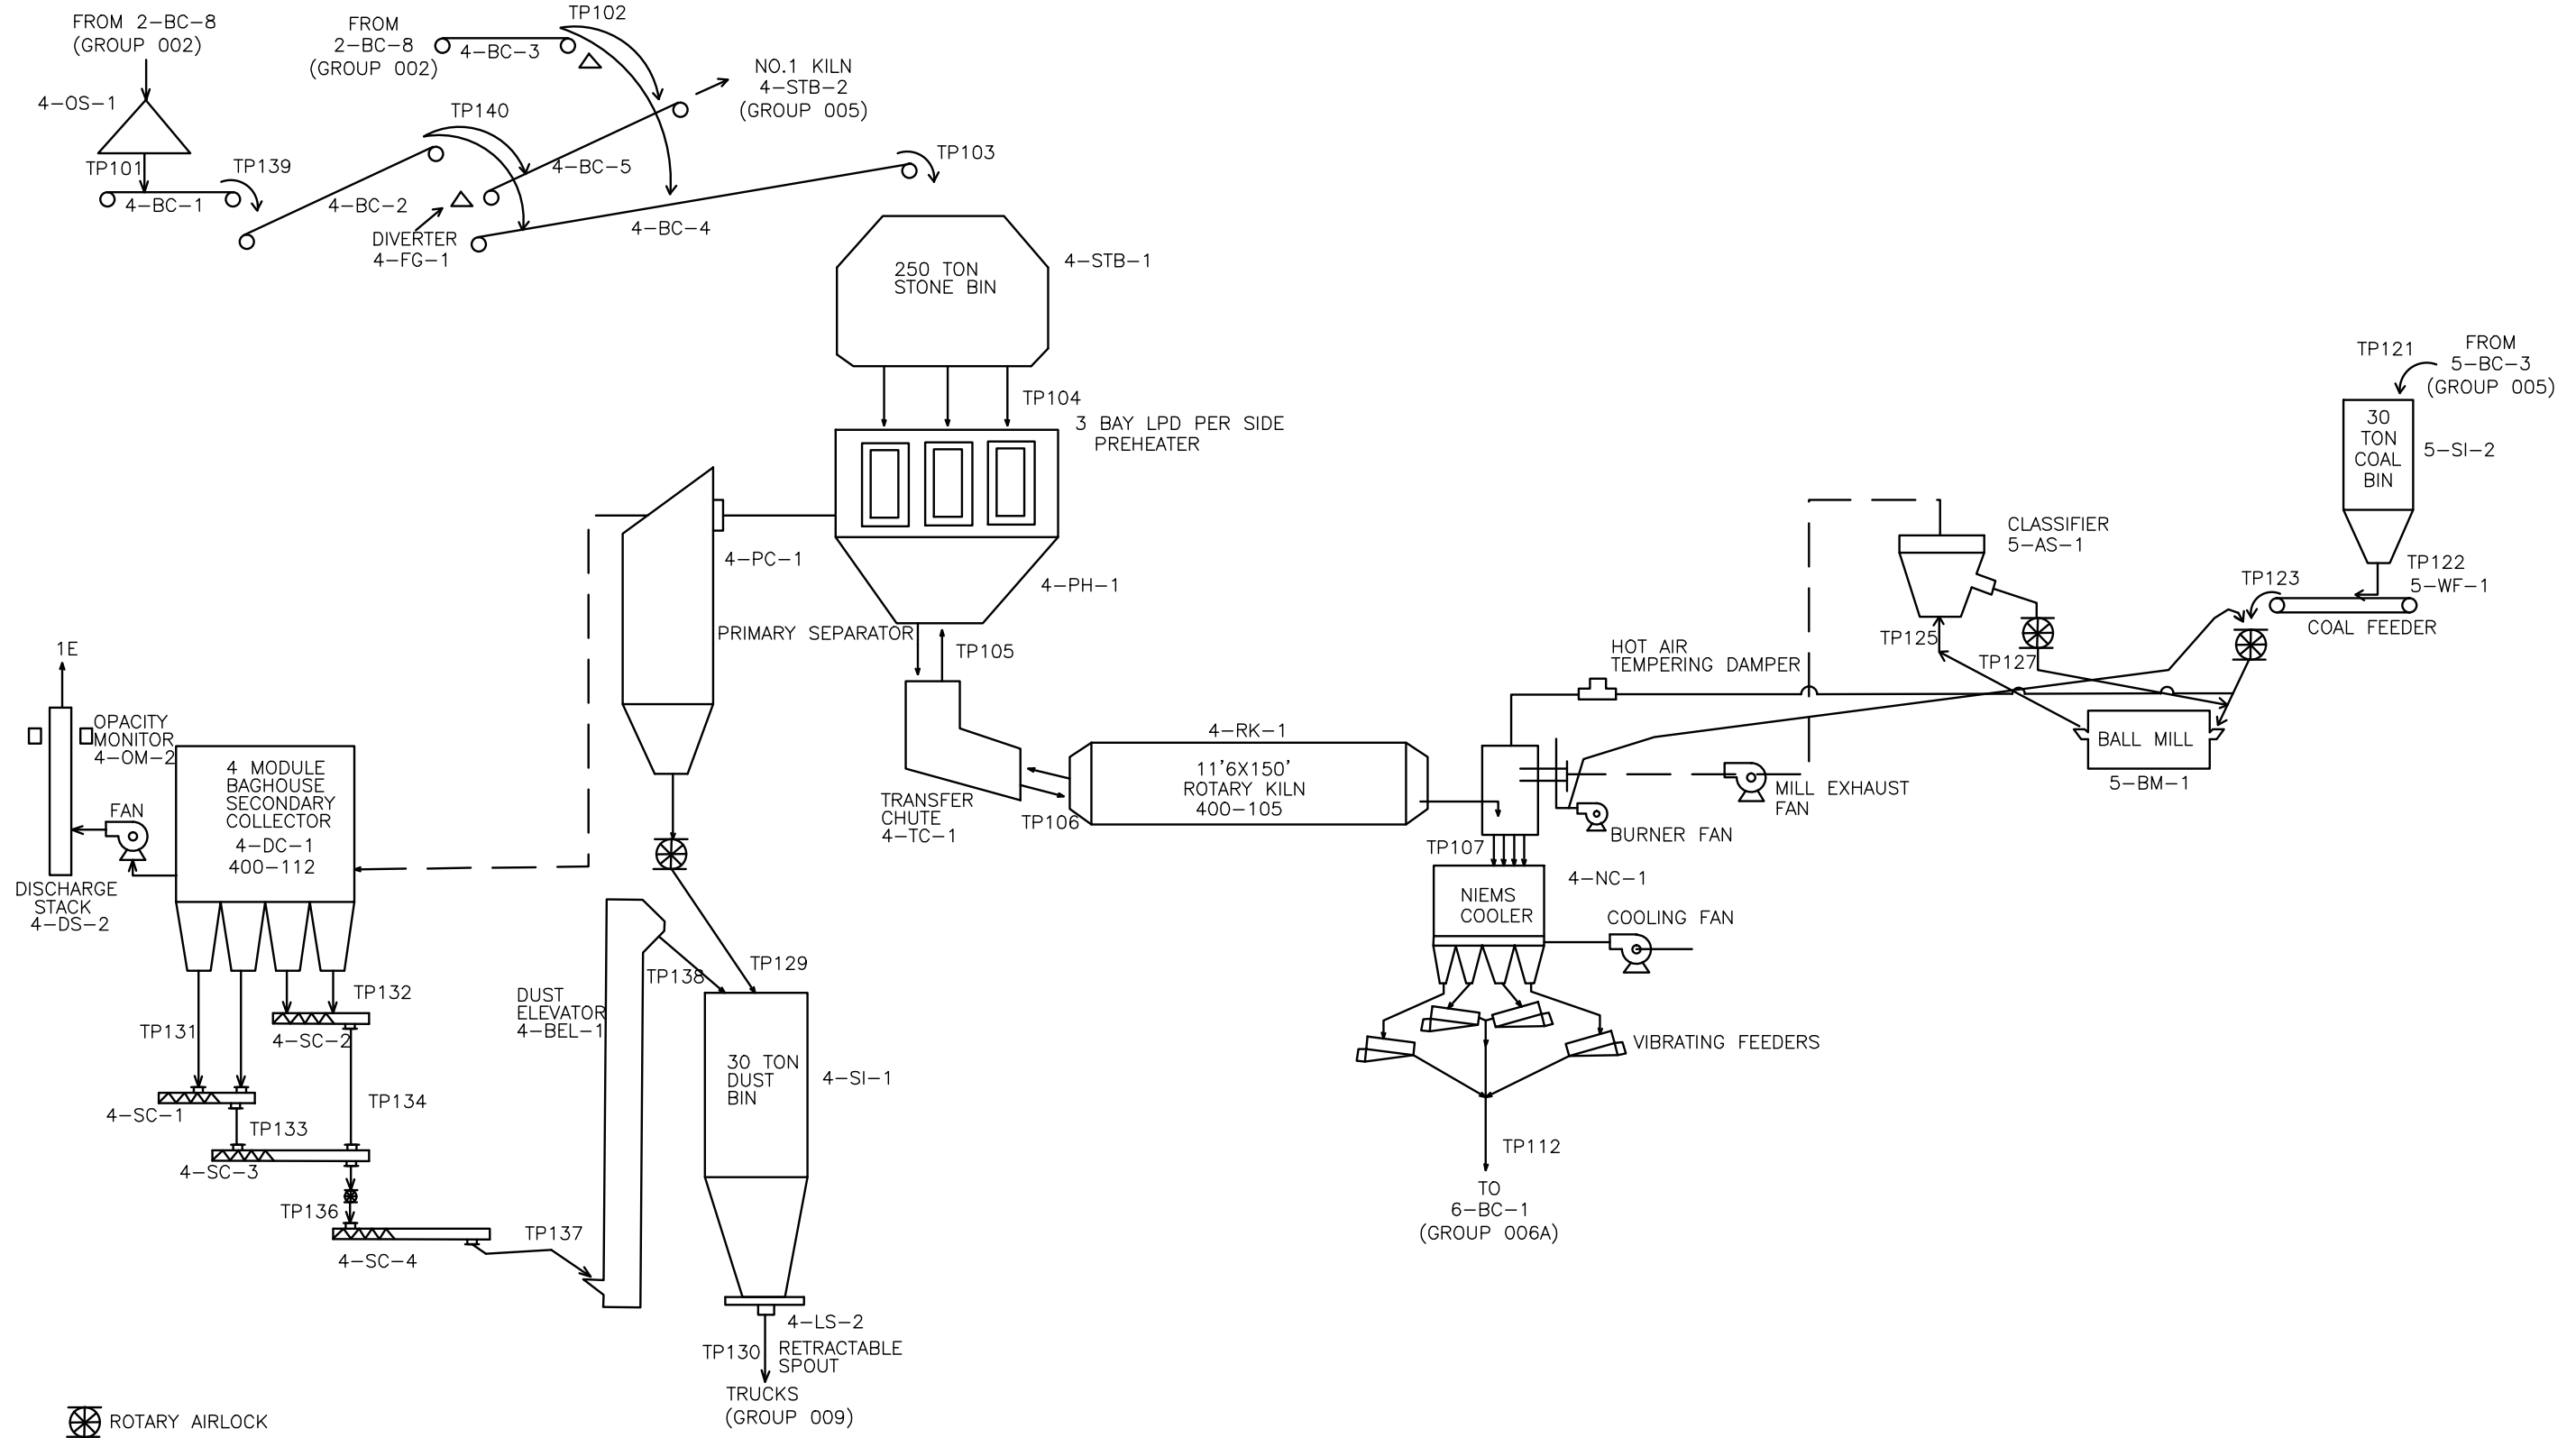 FROM 2-BC-8
(GROUP 002)
4-OS-1
TP101
4-BC-1
TP139
4-BC-2
FROM
2-BC-8
(GROUP 002)
4-BC-3
TP102
TP140
4-BC-5
DIVERTER
4-FG-1
4-BC-4
NO.1 KILN
4-STB-2
(GROUP 005)
TP103
250 TON
STONE BIN
4-STB-1
TP104
3 BAY LPD PER SIDE
PREHEATER
4-PH-1
4-PC-1
PRIMARY SEPARATOR
TP105
TRANSFER
CHUTE
4-TC-1
TP106
4-RK-1
11'6X150'
ROTARY KILN
400-105
HOT AIR
TEMPERING DAMPER
BURNER FAN
MILL EXHAUST
FAN
TP107
4-NC-1
NIEMS
COOLER
COOLING FAN
VIBRATING FEEDERS
TP112
TO
6-BC-1
(GROUP 006A)
TP121
FROM
5-BC-3
(GROUP 005)
30
TON
COAL
BIN
5-SI-2
TP122
5-WF-1
TP123
COAL FEEDER
CLASSIFIER
5-AS-1
TP125
TP127
BALL MILL
5-BM-1
1E
OPACITY
MONITOR
4-OM-2
FAN
DISCHARGE
STACK
4-DS-2
4 MODULE
BAGHOUSE
SECONDARY
COLLECTOR
4-DC-1
400-112
TP132
TP131
4-SC-2
4-SC-1
TP134
TP133
4-SC-3
TP136
4-SC-4
TP137
DUST
ELEVATOR
4-BEL-1
TP138
TP129
30 TON
DUST
BIN
4-SI-1
4-LS-2
TP130
RETRACTABLE
SPOUT
TRUCKS
(GROUP 009)
ROTARY AIRLOCK